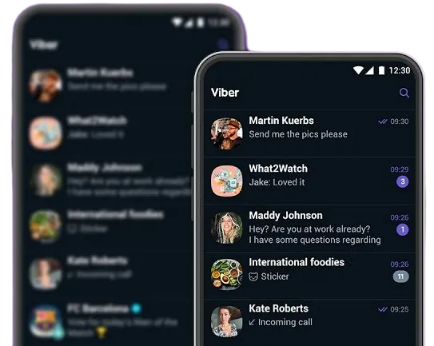 Viber
Martin Kuerbs
Send me the pics please
What2Watch
Jake: Loved it
Maddy Johnson
Hey? Are you at work already?
I have some questions regarding
International foodies
Sticker
Kate Roberts
Incoming call
FC Barcelona
Vote for today's Man of the
Match
12:30
Viber
Martin Kuerbs
09:30
Send me the pics please
What2Watch
09:29
Jake: Loved it
3
Maddy Johnson
09:26
Hey? Are you at work already?
1
I have some questions regarding
International foodies
09:26
Sticker
11
Kate Roberts
09:25
Incoming call